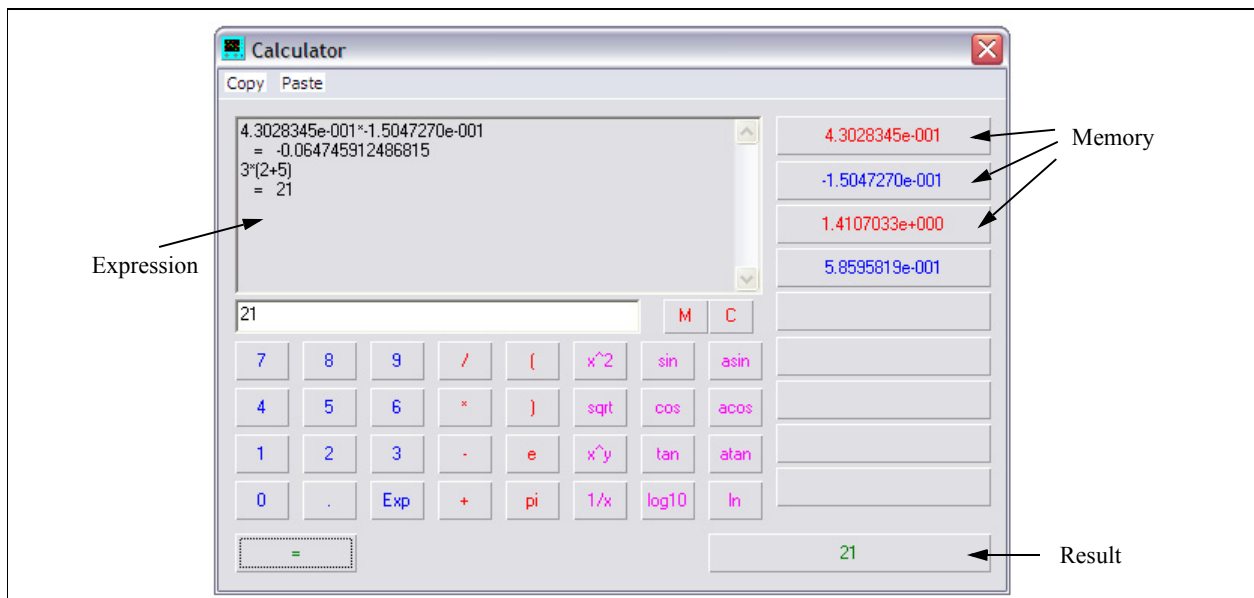 Calculator
Copy Paste
4.3028345e-001*-1.5047270e-001
= -0.064745912486815
3*(2+5)
= 21
Expression
4.3028345e-001
-1.5047270e-001
1.4107033e+000
5.8595819e-001
Memory
21
M C
7 8 9 / ( x^2 sin asin
4 5 6 * ) sqrt cos acos
1 2 3 - e x^y tan atan
0 . Exp + pi 1/x log10 ln
=
21
Result